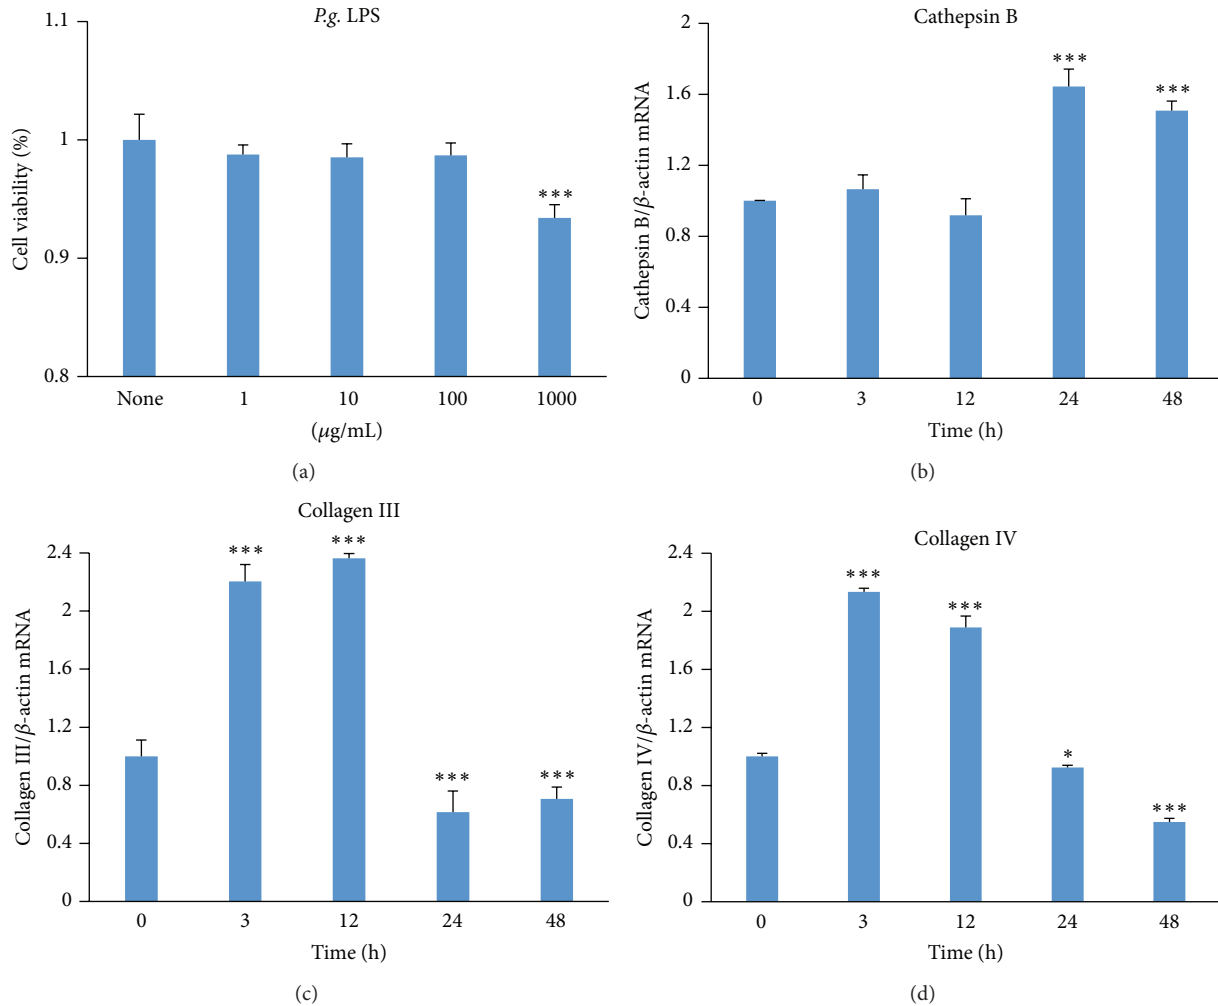 P.g. LPS
Cell viability (%)
1.1
1
0.9
0.8
None 1 10 100 1000
***
(μg/mL)
(a)
Cathepsin B
Cathepsin B/β-actin mRNA
2
1.6
1.2
0.8
0.4
0
*** ***
0 3 12 24 48
Time (h)
(b)
Collagen III
Collagen III/β-actin mRNA
2.4
2
1.6
1.2
0.8
0.4
0
*** *** *** ***
0 3 12 24 48
Time (h)
(c)
Collagen IV
Collagen IV/β-actin mRNA
2.4
2
1.6
1.2
0.8
0.4
0
*** *** * ***
0 3 12 24 48
Time (h)
(d)